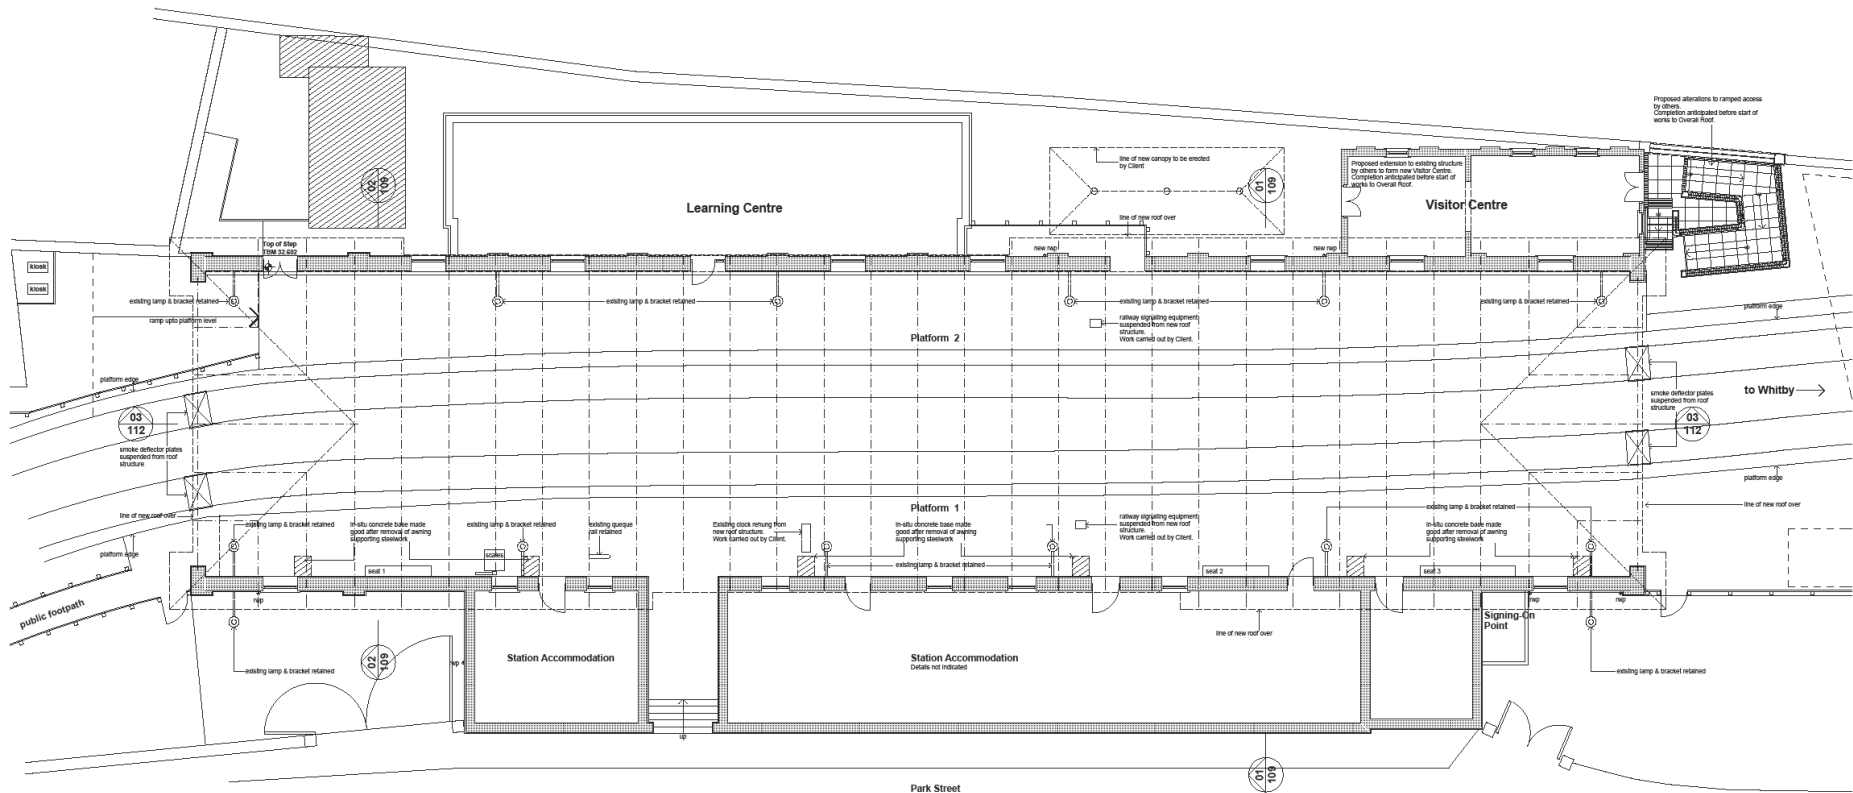 Proposed alterations to ramped access
by others.
Completion anticipated before start of
works to Overall Roof.
line of new canopy to be erected
by Client
Proposed extension to existing structure
by others to form new Visitor Centre.
Completion anticipated before start of
works to Overall Roof.
02
109
01
109
Learning Centre
Visitor Centre
line of new roof over
Top of Step
TBM 32.602
new rwp
new rwp
kiosk
kiosk
existing lamp & bracket retained
existing lamp & bracket retained
existing lamp & bracket retained
existing lamp & bracket retained
platform edge
ramp upto platform level
railway signalling equipment
suspended from new roof
structure.
Work carried out by Client.
Platform 2
platform edge
to Whitby
smoke deflector plates
suspended from roof
structure
03
112
03
112
smoke deflector plates
suspended from roof
structure
platform edge
line of new roof over
Platform 1
line of new roof over
existing lamp & bracket retained
in-situ concrete base made
good after removal of awning
supporting steelwork
existing lamp & bracket retained
existing queque
rail retained
Existing clock rehung from
new roof structure.
Work carried out by Client.
in-situ concrete base made
good after removal of awning
supporting steelwork
railway signalling equipment
suspended from new roof
structure.
Work carried out by Client.
existing lamp & bracket retained
in-situ concrete base made
good after removal of awning
supporting steelwork
platform edge
scales
seat 1
existing lamp & bracket retained
seat 2
seat 3
rwp
rwp
rwp
public footpath
Signing-On
Point
line of new roof over
Station Accommodation
Station Accommodation
Details not indicated
02
109
rwp
existing lamp & bracket retained
existing lamp & bracket retained
up
01
109
Park Street